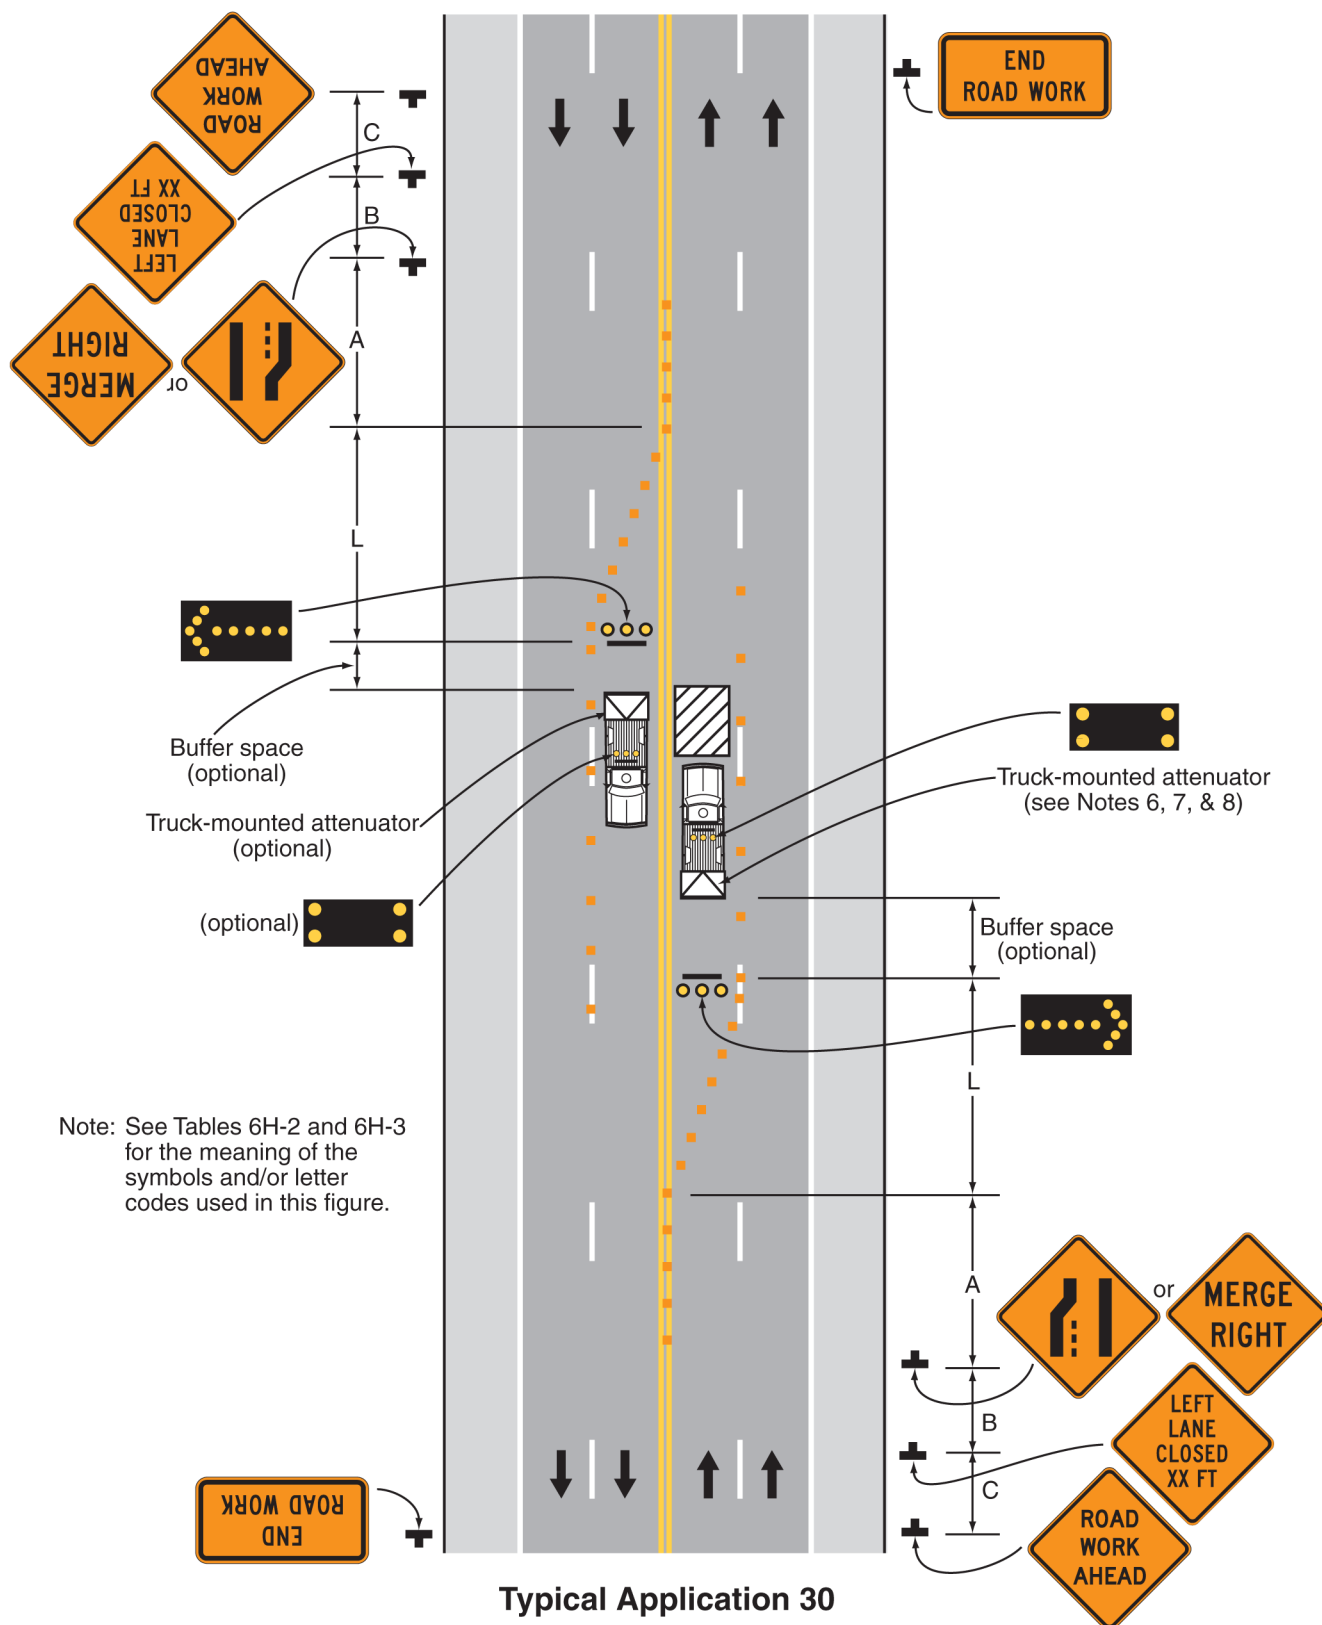 ROAD
WORK
AHEAD
C
LEFT
LANE
CLOSED
XX FT
B
MERGE
RIGHT
or
A
L
END
ROAD WORK
Buffer space
(optional)
Truck-mounted attenuator
(optional)
(optional)
Truck-mounted attenuator
(see Notes 6, 7, & 8)
Buffer space
(optional)
L
Note: See Tables 6H-2 and 6H-3
for the meaning of the
symbols and/or letter
codes used in this figure.
A
or
MERGE
RIGHT
B
LEFT
LANE
CLOSED
XX FT
C
ROAD
WORK
AHEAD
END
ROAD WORK
Typical Application 30